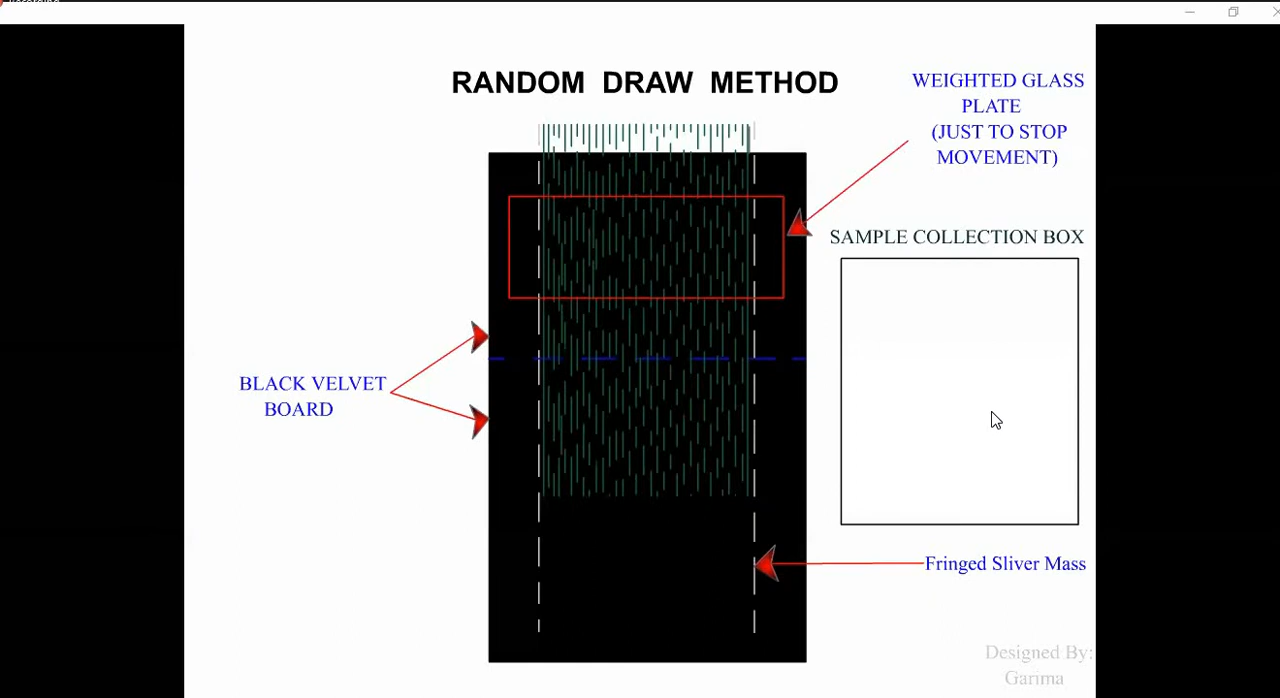 RANDOM DRAW METHOD
WEIGHTED GLASS
PLATE
(JUST TO STOP
MOVEMENT)
SAMPLE COLLECTION BOX
BLACK VELVET
BOARD
Fringed Sliver Mass
Designed By:
Garima